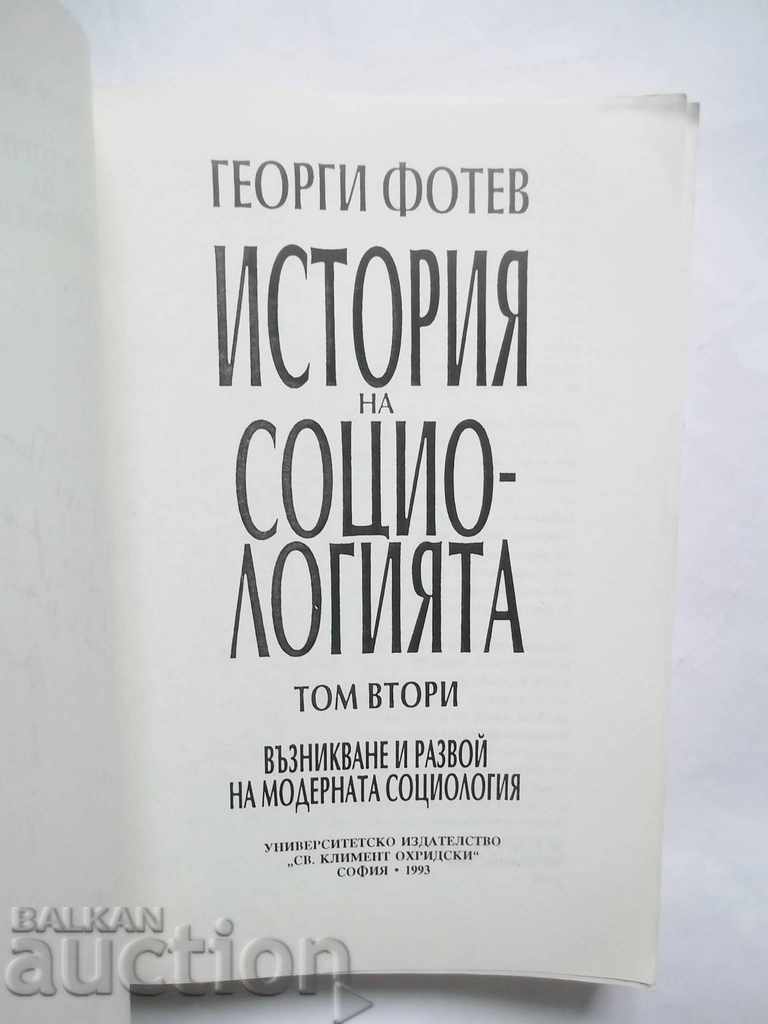 ГЕОРГИ ФОТЕВ
ИСТОРИЯ
НА
СОЦИО-
ЛОГИЯТА
ТОМ ВТОРИ
ВЪЗНИКВАНЕ И РАЗВОЙ
НА МОДЕРНАТА СОЦИОЛОГИЯ
УНИВЕРСИТЕТСКО ИЗДАТЕЛСТВО
„СВ. КЛИМЕНТ ОХРИДСКИ“
СОФИЯ • 1993
BALKAN
auction